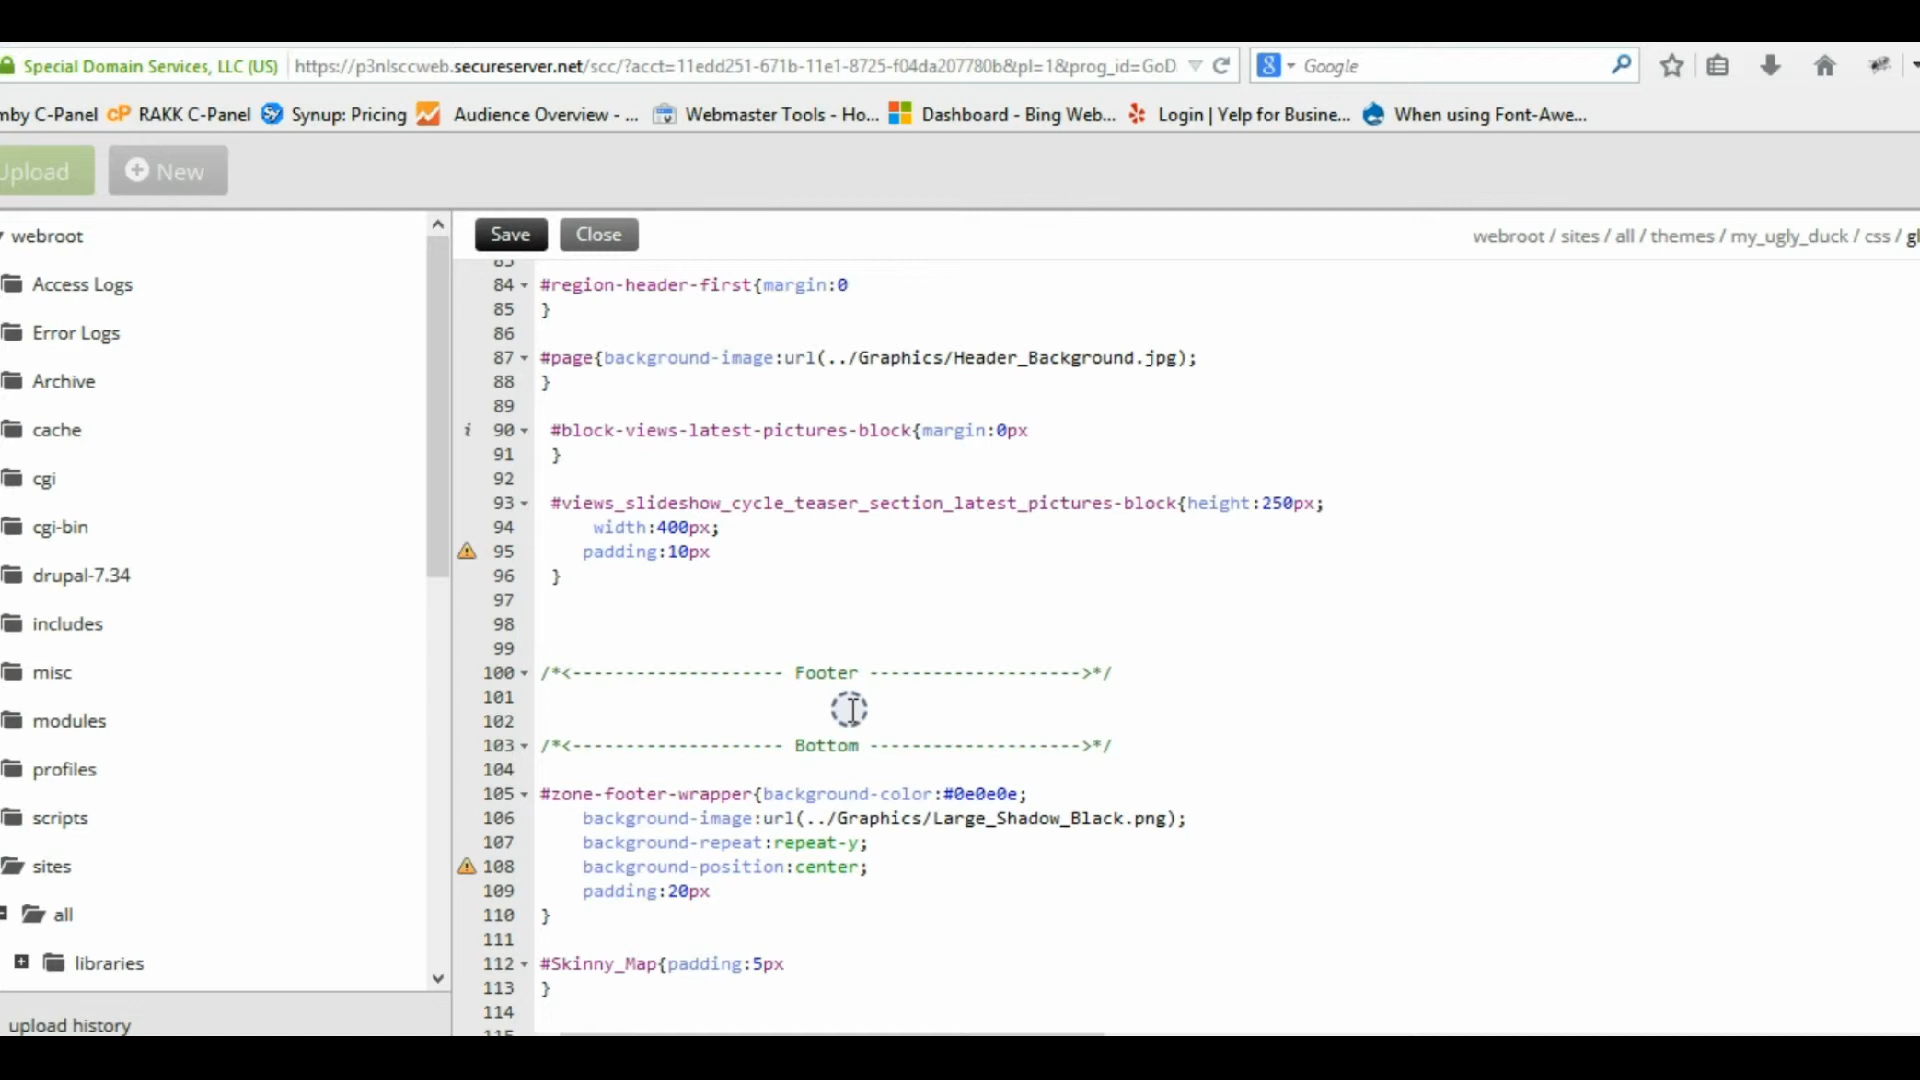 Special Domain Services, LLC (US) https://p3nlsccweb.secureserver.net/scc/?acct=11edd251-671b-11e1-8725-f04da207780b&pl=1&prog_id=GoD Google
mby C-Panel RAKK C-Panel Synup: Pricing Audience Overview - ... Webmaster Tools - Ho... Dashboard - Bing Web... Login | Yelp for Busine... When using Font-Awe...
Upload New
webroot
Access Logs
Error Logs
Archive
cache
cgi
cgi-bin
drupal-7.34
includes
misc
modules
profiles
scripts
sites
all
libraries
upload history
Save Close webroot / sites / all / themes / my_ugly_duck / css / gl
83
84 #region-header-first{margin:0
85 }
86
87 #page{background-image:url(../Graphics/Header_Background.jpg);
88 }
89
i 90 #block-views-latest-pictures-block{margin:0px
91 }
92
93 #views_slideshow_cycle_teaser_section_latest_pictures-block{height:250px;
94 width:400px;
95 padding:10px
96 }
97
98
99
100 /*<-------------------- Footer -------------------->*/
101
102
103 /*<-------------------- Bottom -------------------->*/
104
105 #zone-footer-wrapper{background-color:#0e0e0e;
106 background-image:url(../Graphics/Large_Shadow_Black.png);
107 background-repeat:repeat-y;
108 background-position:center;
109 padding:20px
110 }
111
112 #Skinny_Map{padding:5px
113 }
114
115